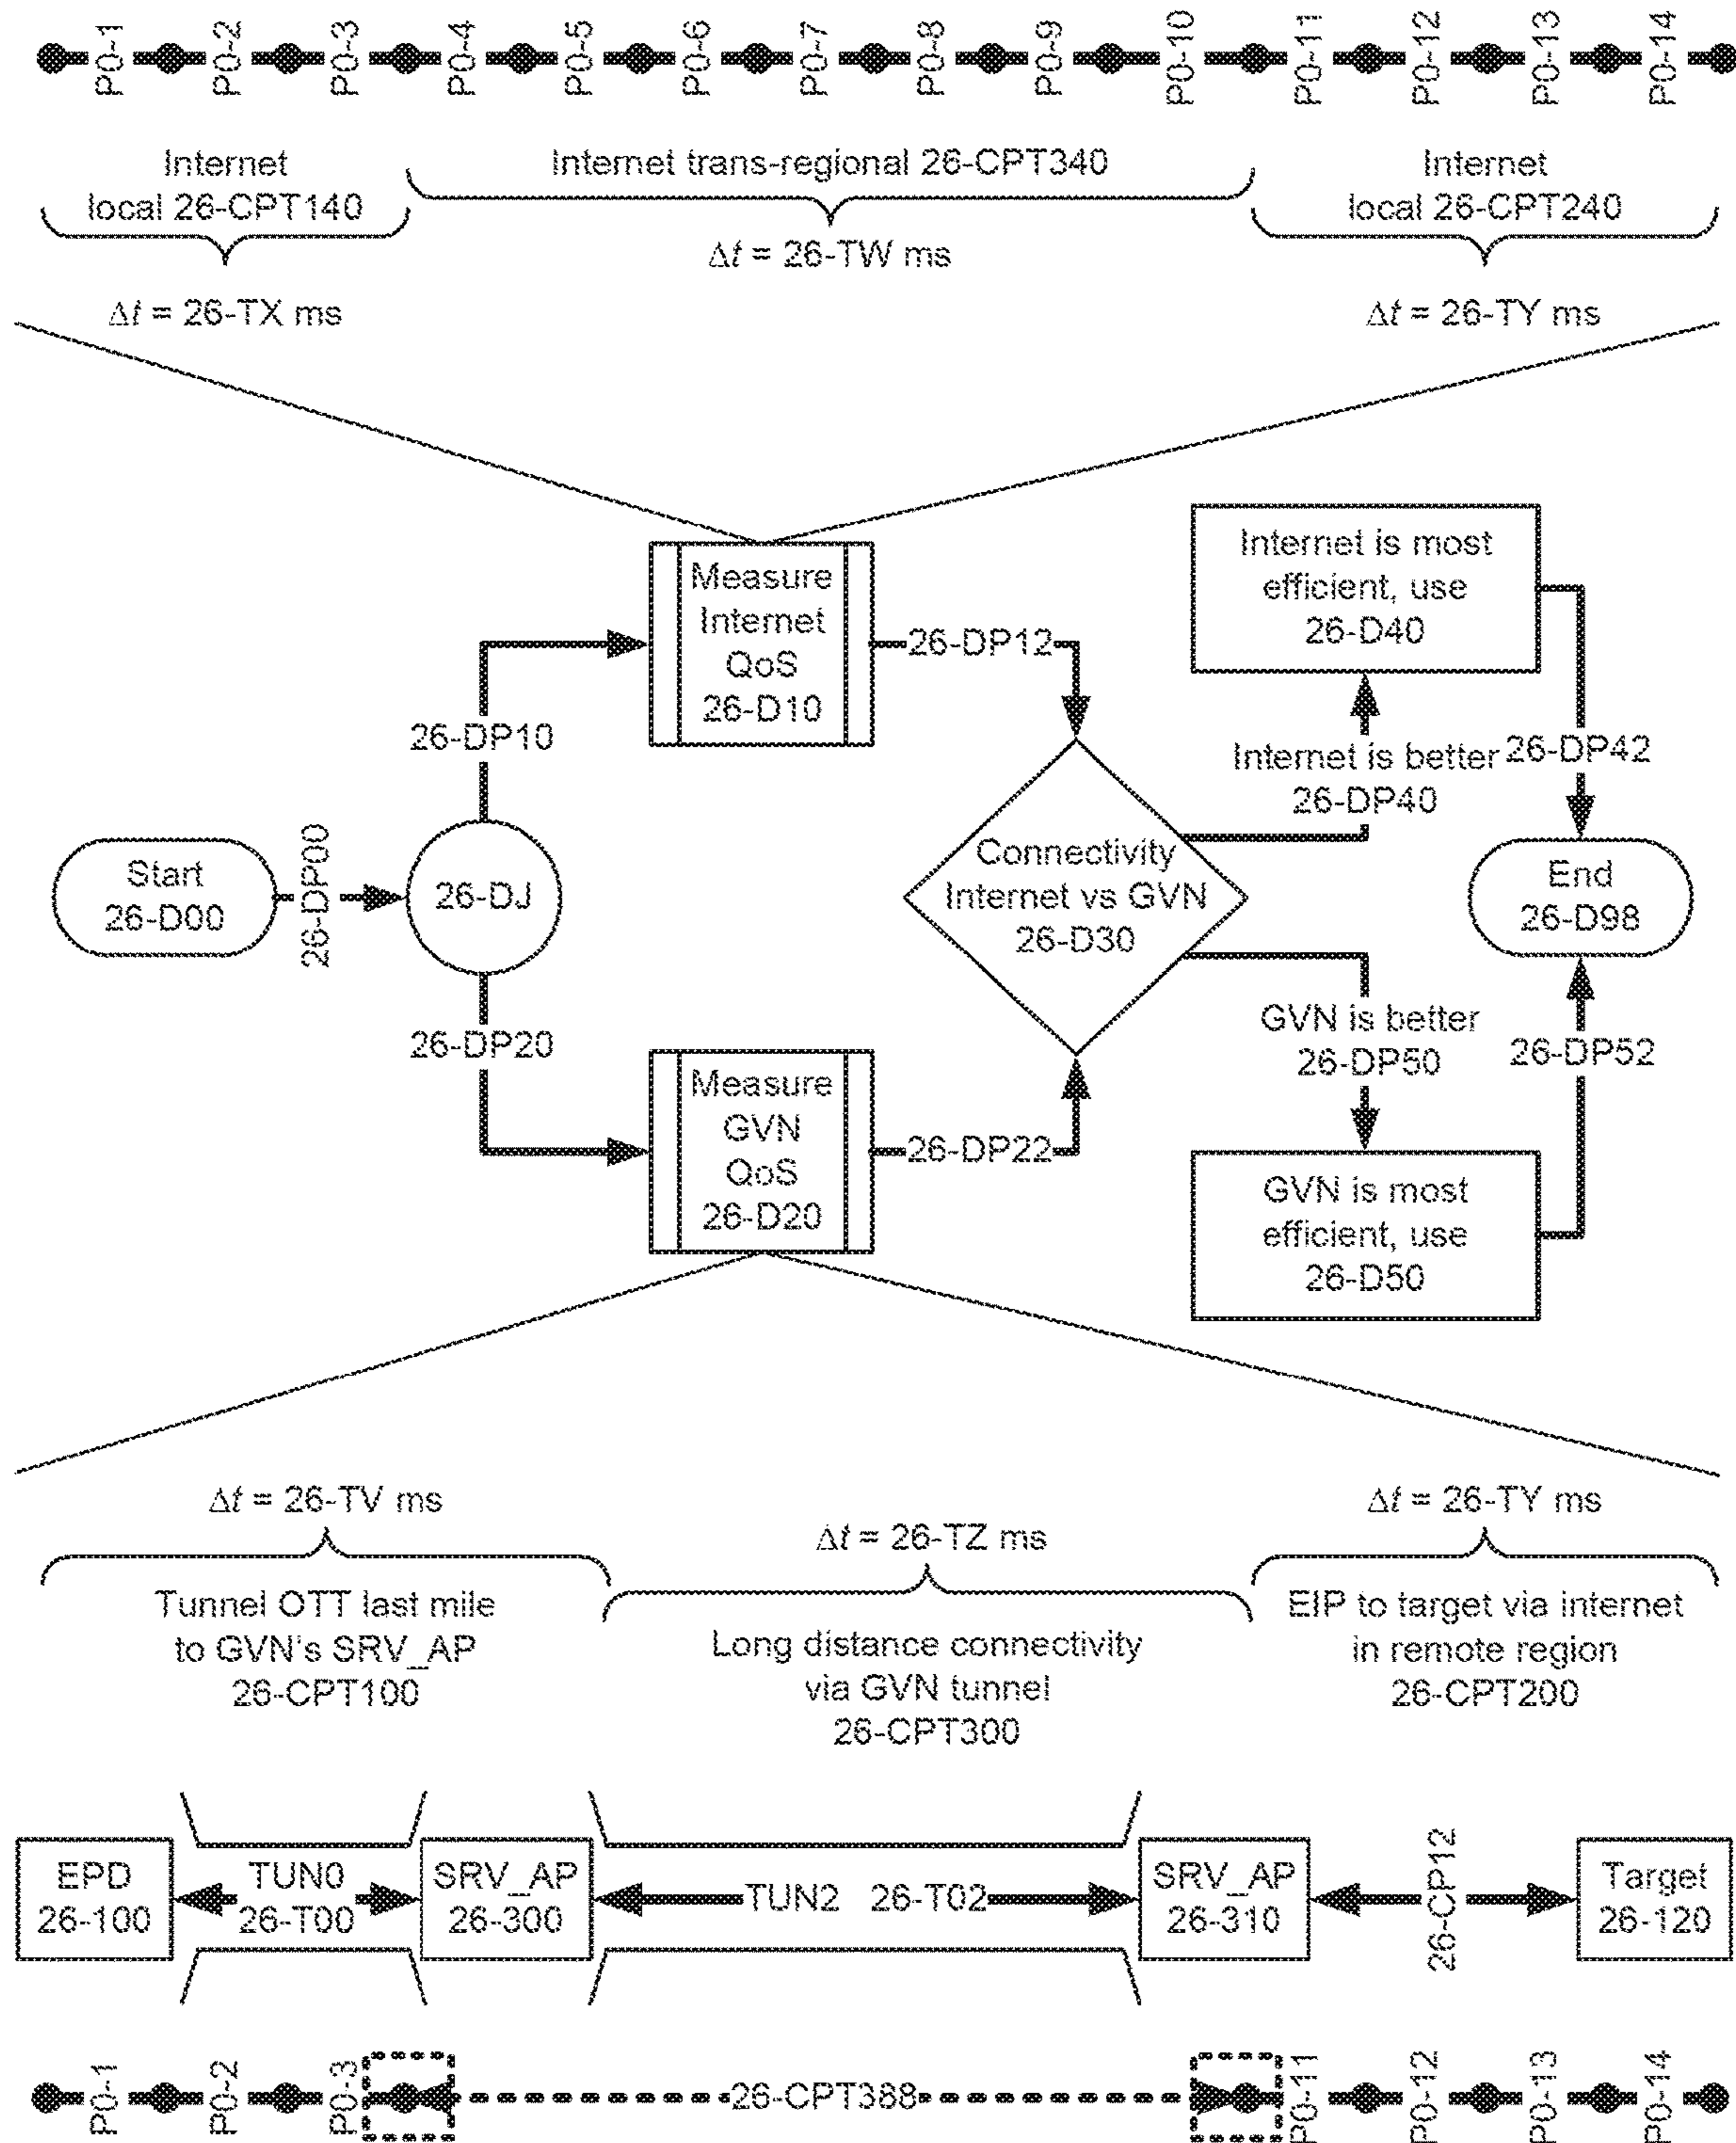 P0-1 P0-2 P0-3 P0-4 P0-5 P0-6 P0-7 P0-8 P0-9 P0-10 P0-11 P0-12 P0-13 P0-14
Internet
local 26-CPT140
Internet trans-regional 26-CPT340
Internet
local 26-CPT240
Δt = 26-TX ms
Δt = 26-TW ms
Δt = 26-TY ms
Start
26-D00
26-DP00
26-DJ
26-DP10
26-DP20
Measure
Internet
QoS
26-D10
Measure
GVN
QoS
26-D20
26-DP12
26-DP22
Connectivity
Internet vs GVN
26-D30
Internet is better
26-DP40
GVN is better
26-DP50
Internet is most
efficient, use
26-D40
GVN is most
efficient, use
26-D50
26-DP42
26-DP52
End
26-D98
Δt = 26-TV ms
Tunnel OTT last mile
to GVN's SRV_AP
26-CPT100
Δt = 26-TZ ms
Long distance connectivity
via GVN tunnel
26-CPT300
Δt = 26-TY ms
EIP to target via internet
in remote region
26-CPT200
EPD
26-100
TUN0
26-T00
SRV_AP
26-300
TUN2 26-T02
SRV_AP
26-310
26-CP12
Target
26-120
P0-1 P0-2 P0-3 26-CPT388 P0-11 P0-12 P0-13 P0-14